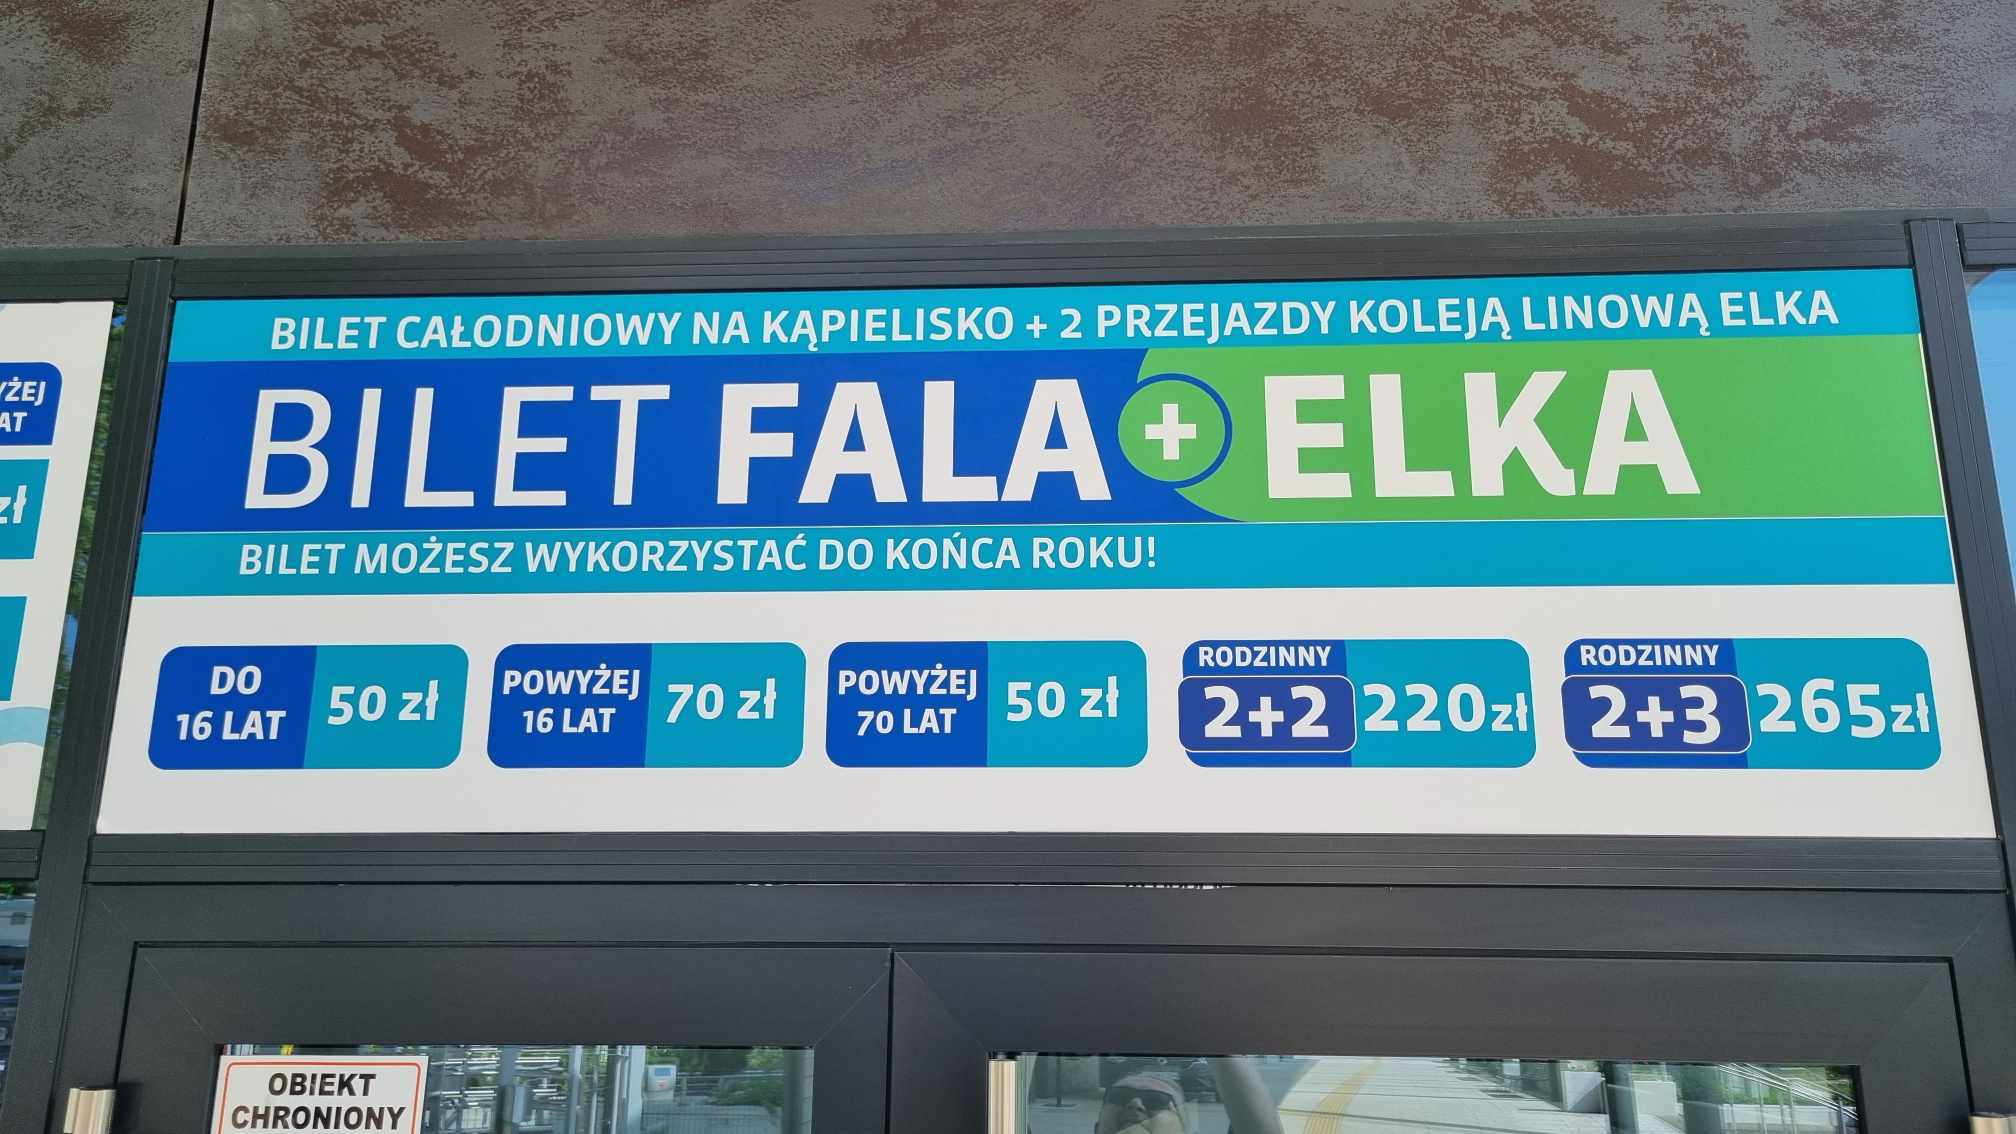 BILET CAŁODNIOWY NA KĄPIELISKO + 2 PRZEJAZDY KOLEJĄ LINOWĄ ELKA
BILET FALA + ELKA
BILET MOŻESZ WYKORZYSTAĆ DO KOŃCA ROKU!
DO
16 LAT
50 zł
POWYŻEJ
16 LAT
70 zł
POWYŻEJ
70 LAT
50 zł
RODZINNY
2+2
220zł
RODZINNY
2+3
265zł
zł
OBIEKT
CHRONIONY